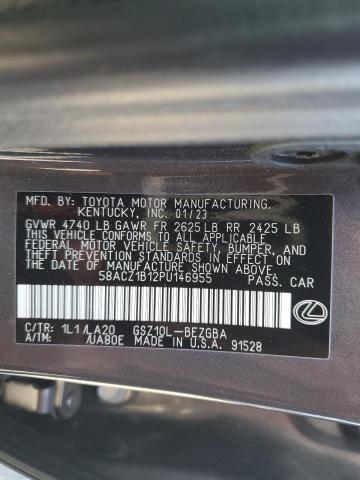 MFD. BY: TOYOTA MOTOR MANUFACTURING,
KENTUCKY, INC. 01/23
GVWR 4740 LB GAWR FR 2625 LB RR 2425 LB
THIS VEHICLE CONFORMS TO ALL APPLICABLE
FEDERAL MOTOR VEHICLE SAFETY, BUMPER, AND
THEFT PREVENTION STANDARDS IN EFFECT ON
THE DATE OF MANUFACTURE SHOWN ABOVE.
58ACZ1B12PU146955 PASS. CAR
C/TR: 1L1/LA20 GSZ10L-BEZGBA
A/TM: /UA80E MADE IN U.S.A. 91528